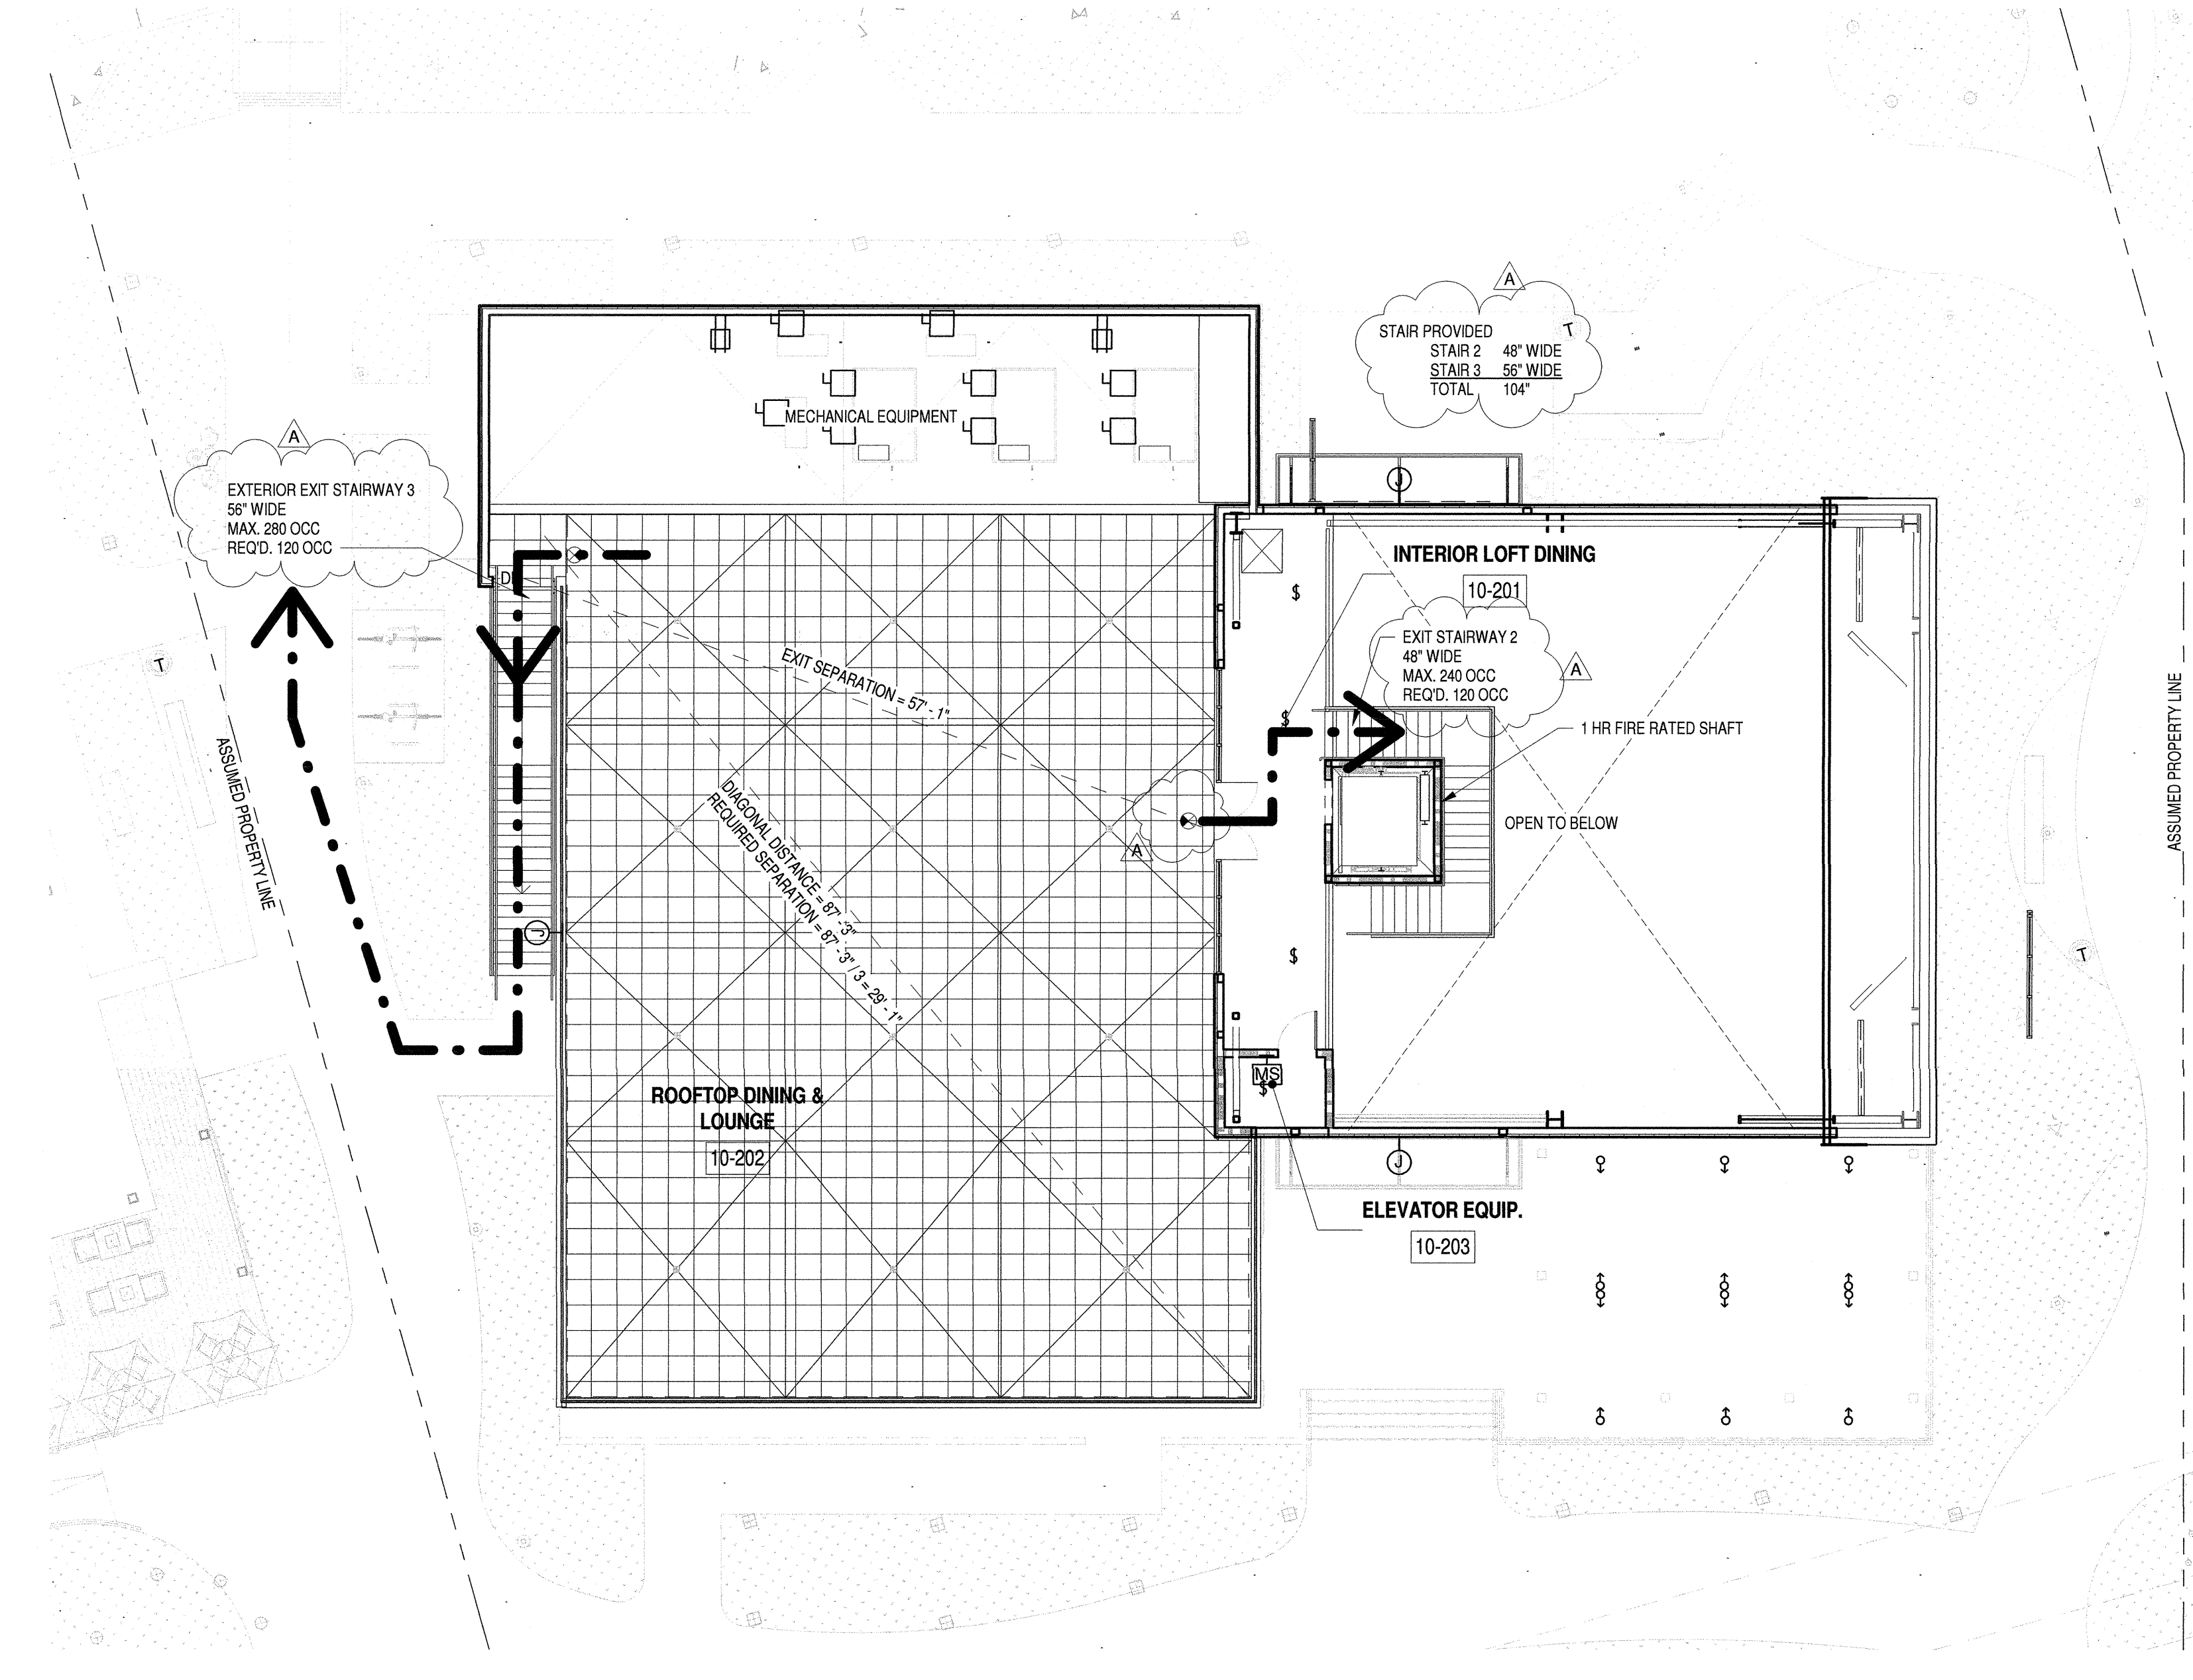 A
STAIR PROVIDED
T
STAIR 2 48" WIDE
STAIR 3 56" WIDE
TOTAL 104"
MECHANICAL EQUIPMENT
A
EXTERIOR EXIT STAIRWAY 3
56" WIDE
MAX. 280 OCC
REQ'D. 120 OCC
J
INTERIOR LOFT DINING
10-201
$
EXIT STAIRWAY 2
48" WIDE
MAX. 240 OCC
REQ'D. 120 OCC
A
T
EXIT SEPARATION = 57' - 1"
$
1 HR FIRE RATED SHAFT
ASSUMED PROPERTY LINE
ASSUMED PROPERTY LINE
DIAGONAL DISTANCE = 87' - 3"
REQUIRED SEPARATION = 87' - 3" / 3 = 29' - 1"
A
OPEN TO BELOW
J
$
T
MS
$
ROOFTOP DINING &
LOUNGE
10-202
J
ELEVATOR EQUIP.
10-203